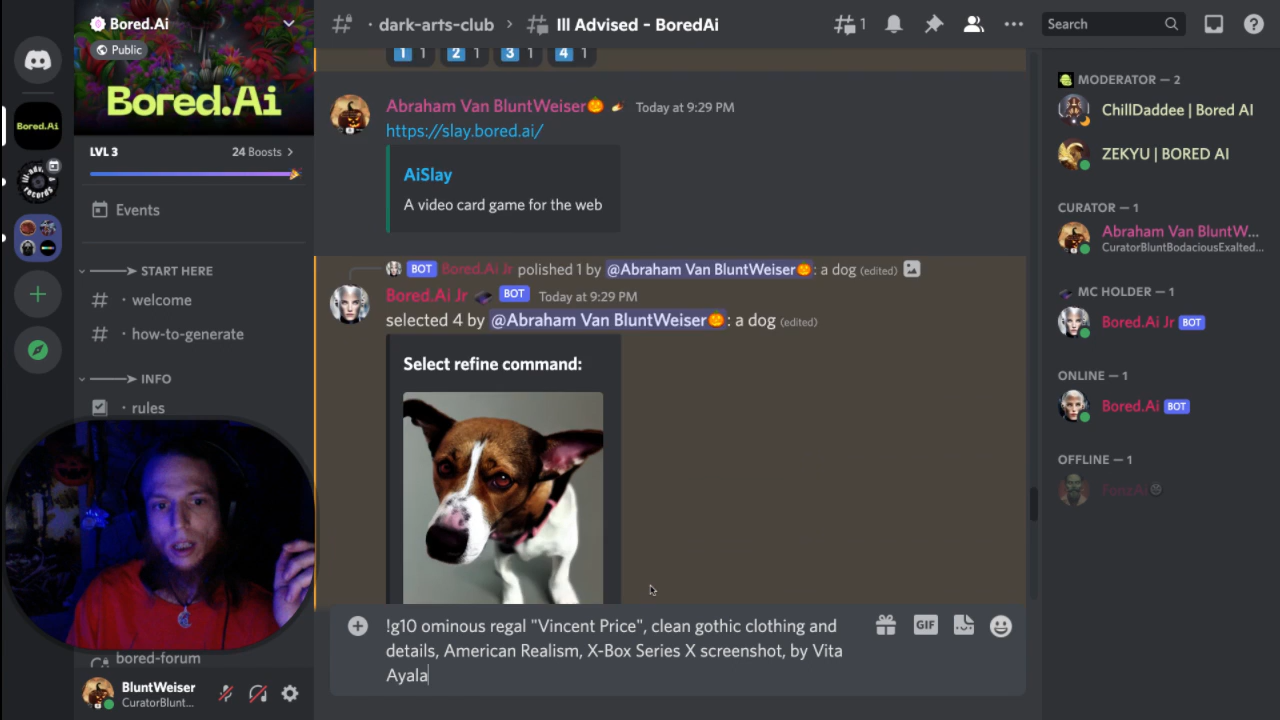 Bored.Ai
Public
Bored.Ai
LVL 3
24 Boosts
Events
START HERE
# · welcome
# · how-to-generate
INFO
· rules
bored-forum
BluntWeiser
CuratorBlunt...
Bored.Ai
· dark-arts-club
Ill Advised - BoredAi
1
Search
1 1
2 1
3 1
4 1
Abraham Van BluntWeiser🎃 Today at 9:29 PM
https://slay.bored.ai/
AiSlay
A video card game for the web
BOT Bored.Ai Jr polished 1 by @Abraham Van BluntWeiser🎃: a dog (edited)
Bored.Ai Jr BOT Today at 9:29 PM
selected 4 by @Abraham Van BluntWeiser🎃: a dog (edited)
Select refine command:
!g10 ominous regal "Vincent Price", clean gothic clothing and
details, American Realism, X-Box Series X screenshot, by Vita
Ayala
GIF
MODERATOR — 2
ChillDaddee | Bored AI
ZEKYU | BORED AI
CURATOR — 1
Abraham Van BluntW...
CuratorBluntBodaciousExalted...
MC HOLDER — 1
Bored.Ai Jr BOT
ONLINE — 1
Bored.Ai BOT
OFFLINE — 1
FonzAi